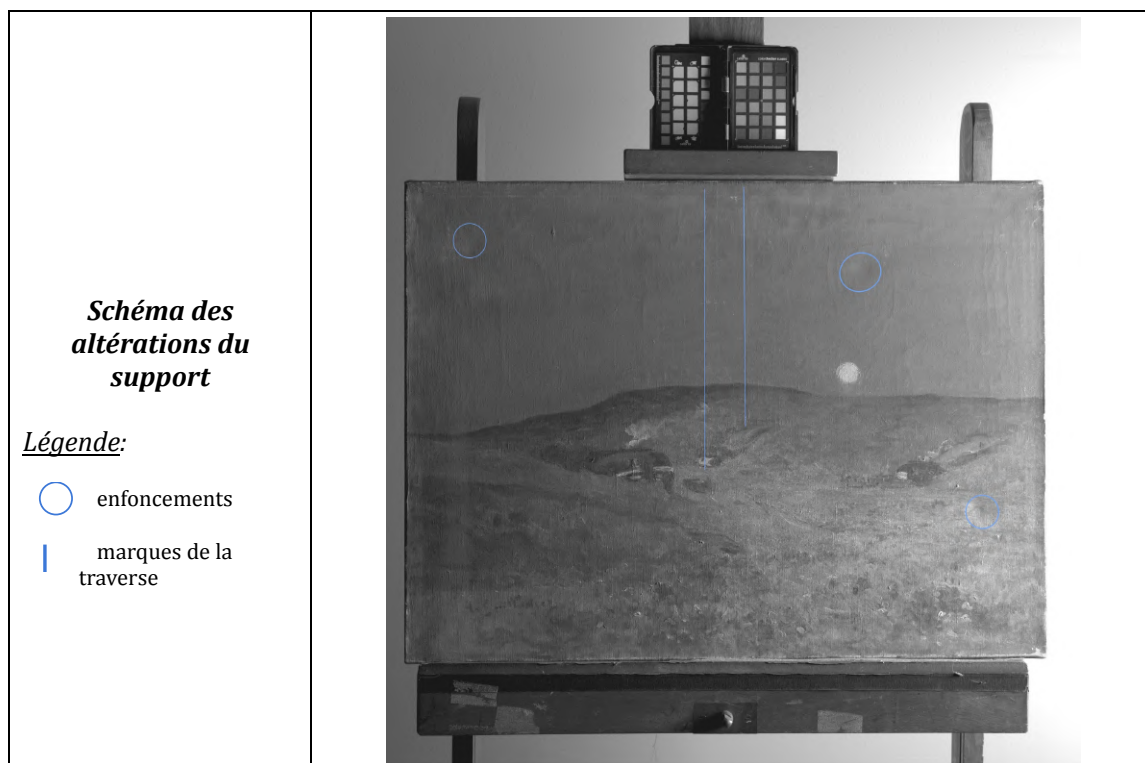 Schéma des
altérations du
support
Légende:
enfoncements
marques de la
traverse